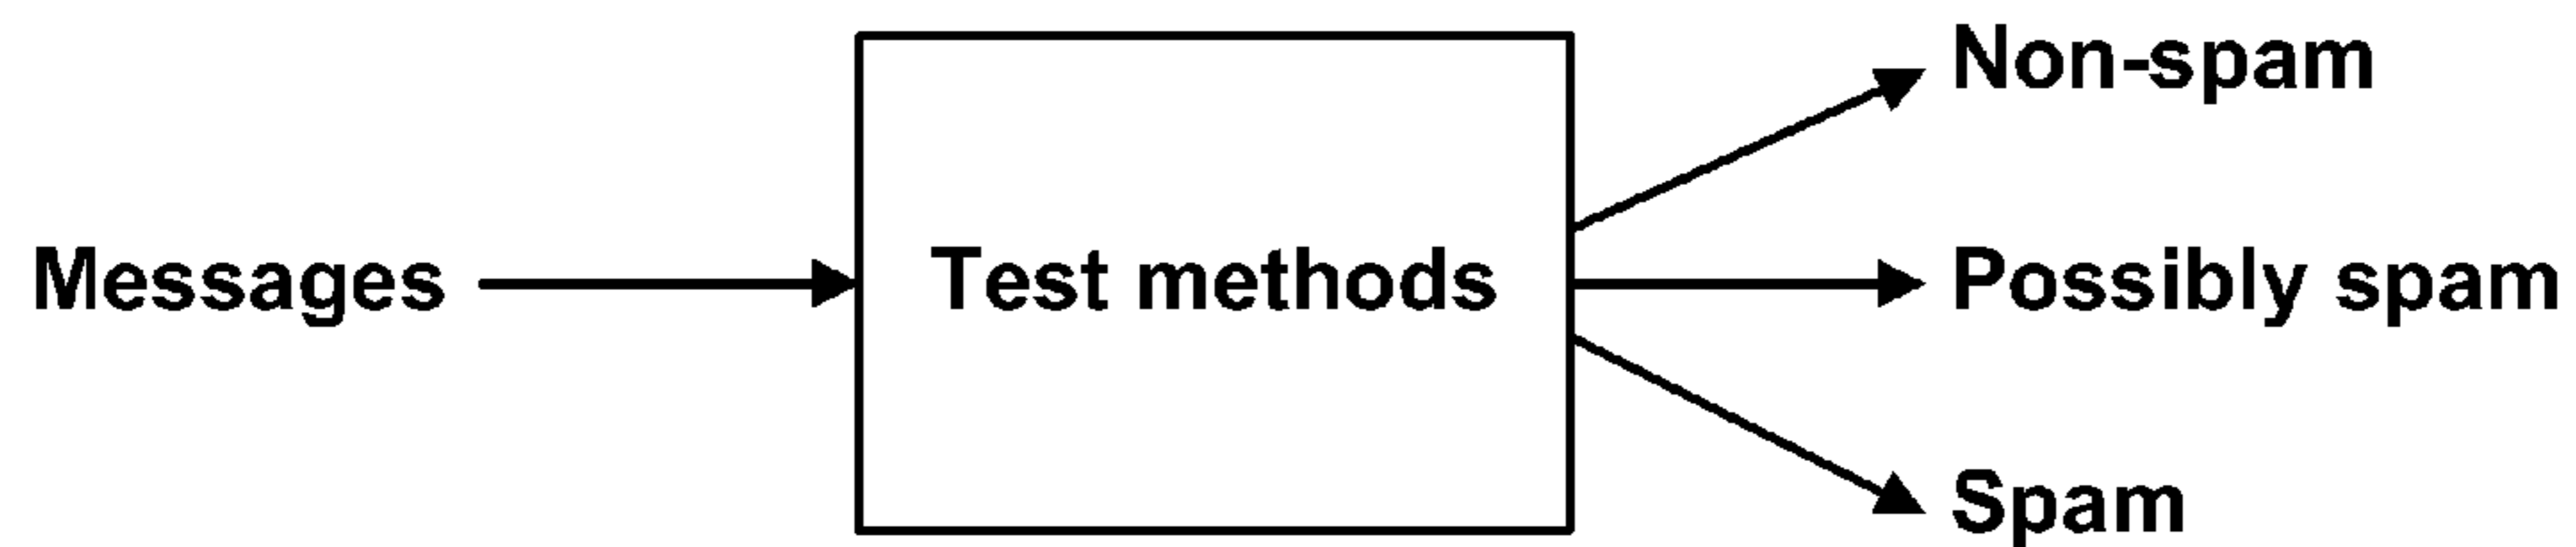 Non-spam
Messages
Test methods
Possibly spam
Spam